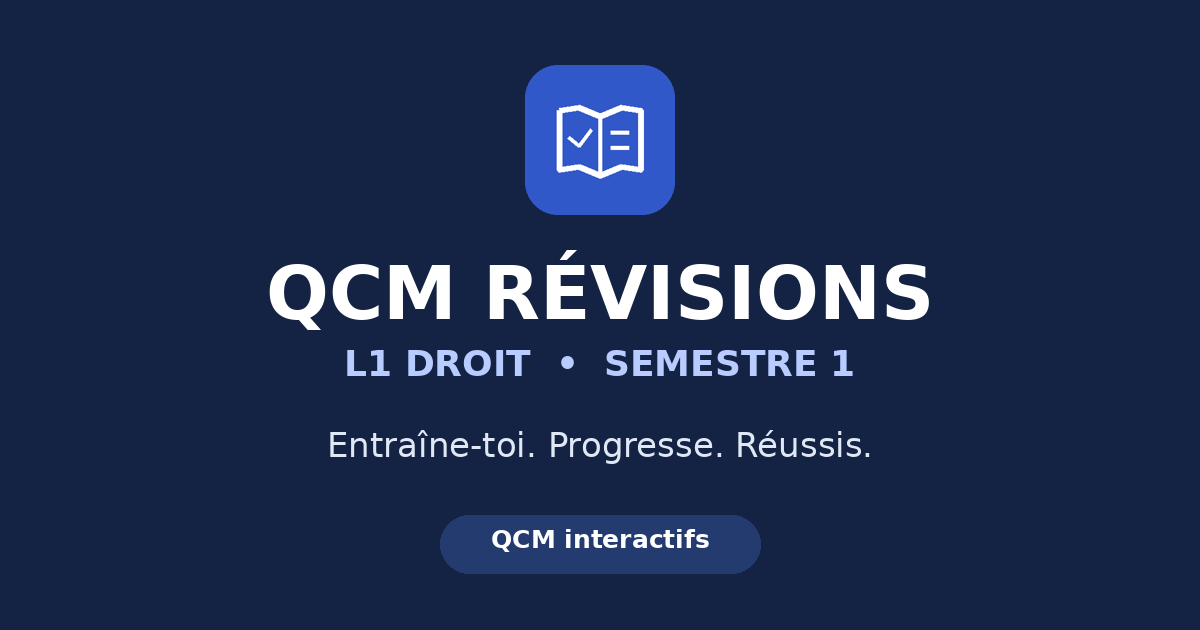 QCM RÉVISIONS
L1 DROIT • SEMESTRE 1
Entraîne-toi. Progresse. Réussis.
QCM interactifs